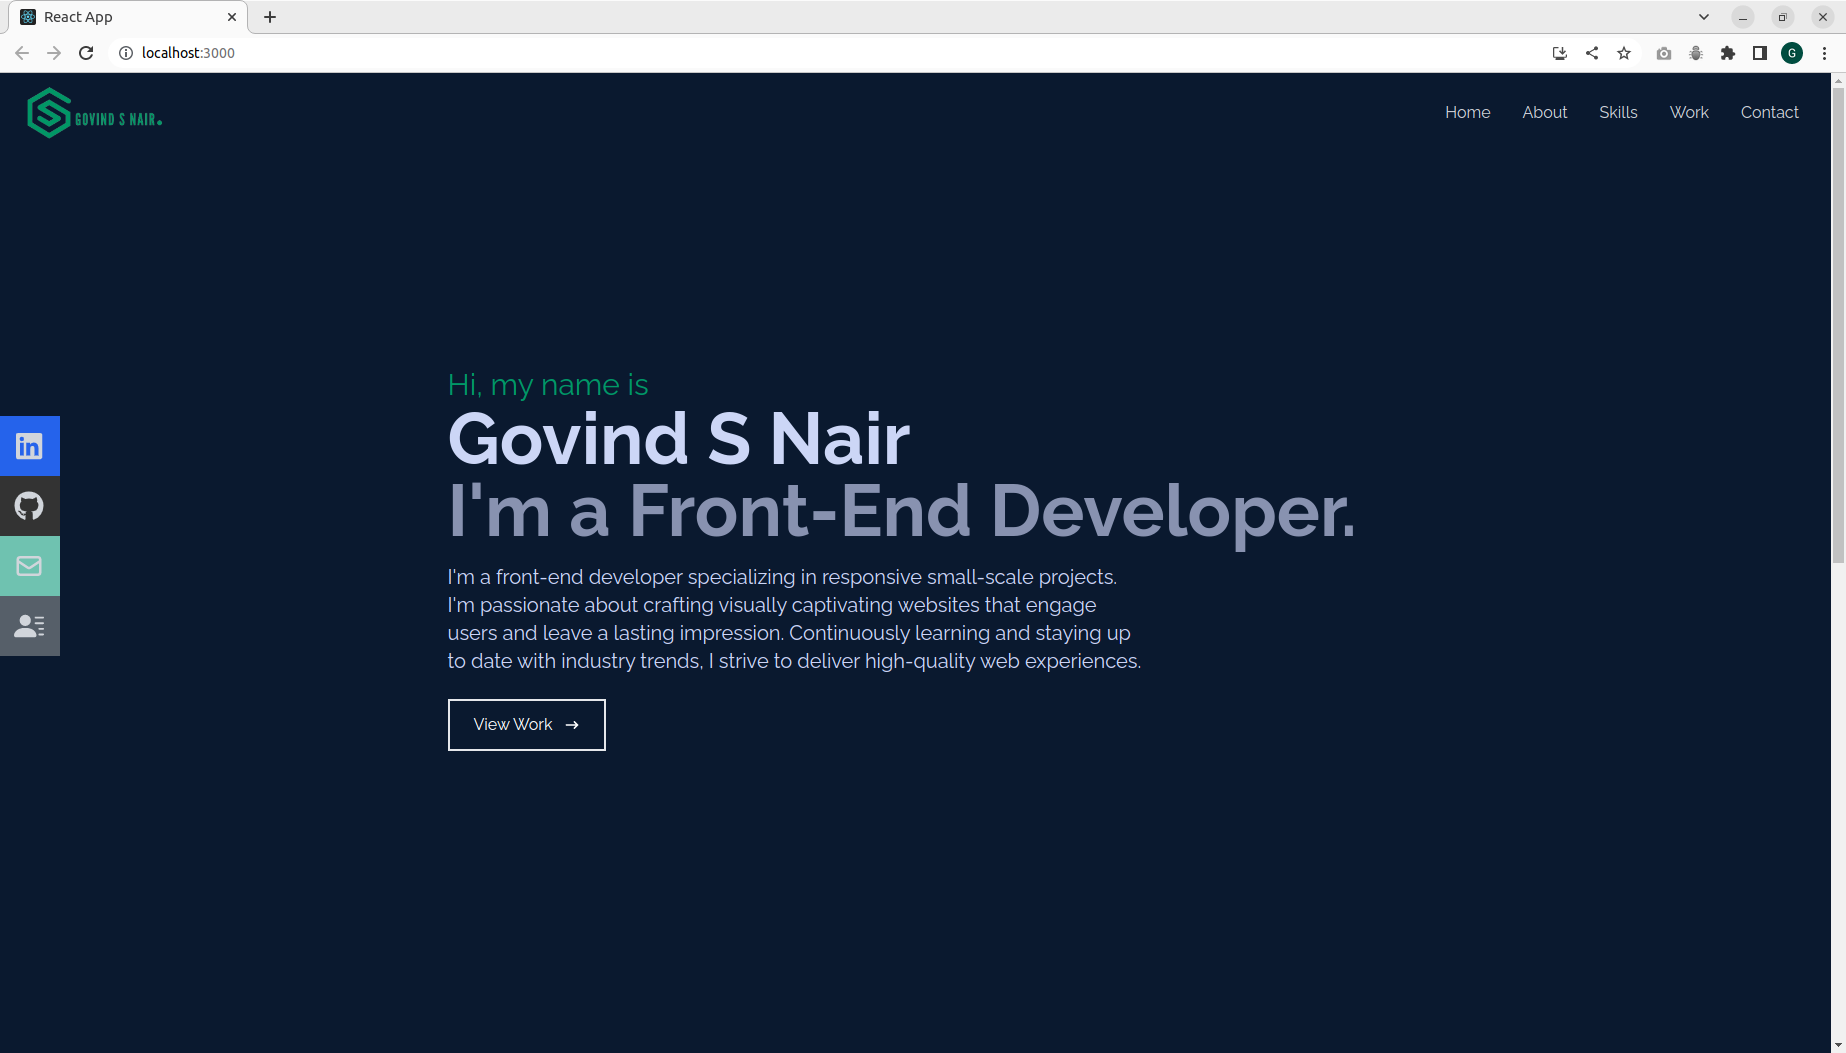 React App
localhost:3000
G
GOVIND S NAIR.
Home About Skills Work Contact
Hi, my name is
Govind S Nair
I'm a Front-End Developer.
in
I'm a front-end developer specializing in responsive small-scale projects.
I'm passionate about crafting visually captivating websites that engage
users and leave a lasting impression. Continuously learning and staying up
to date with industry trends, I strive to deliver high-quality web experiences.
View Work →